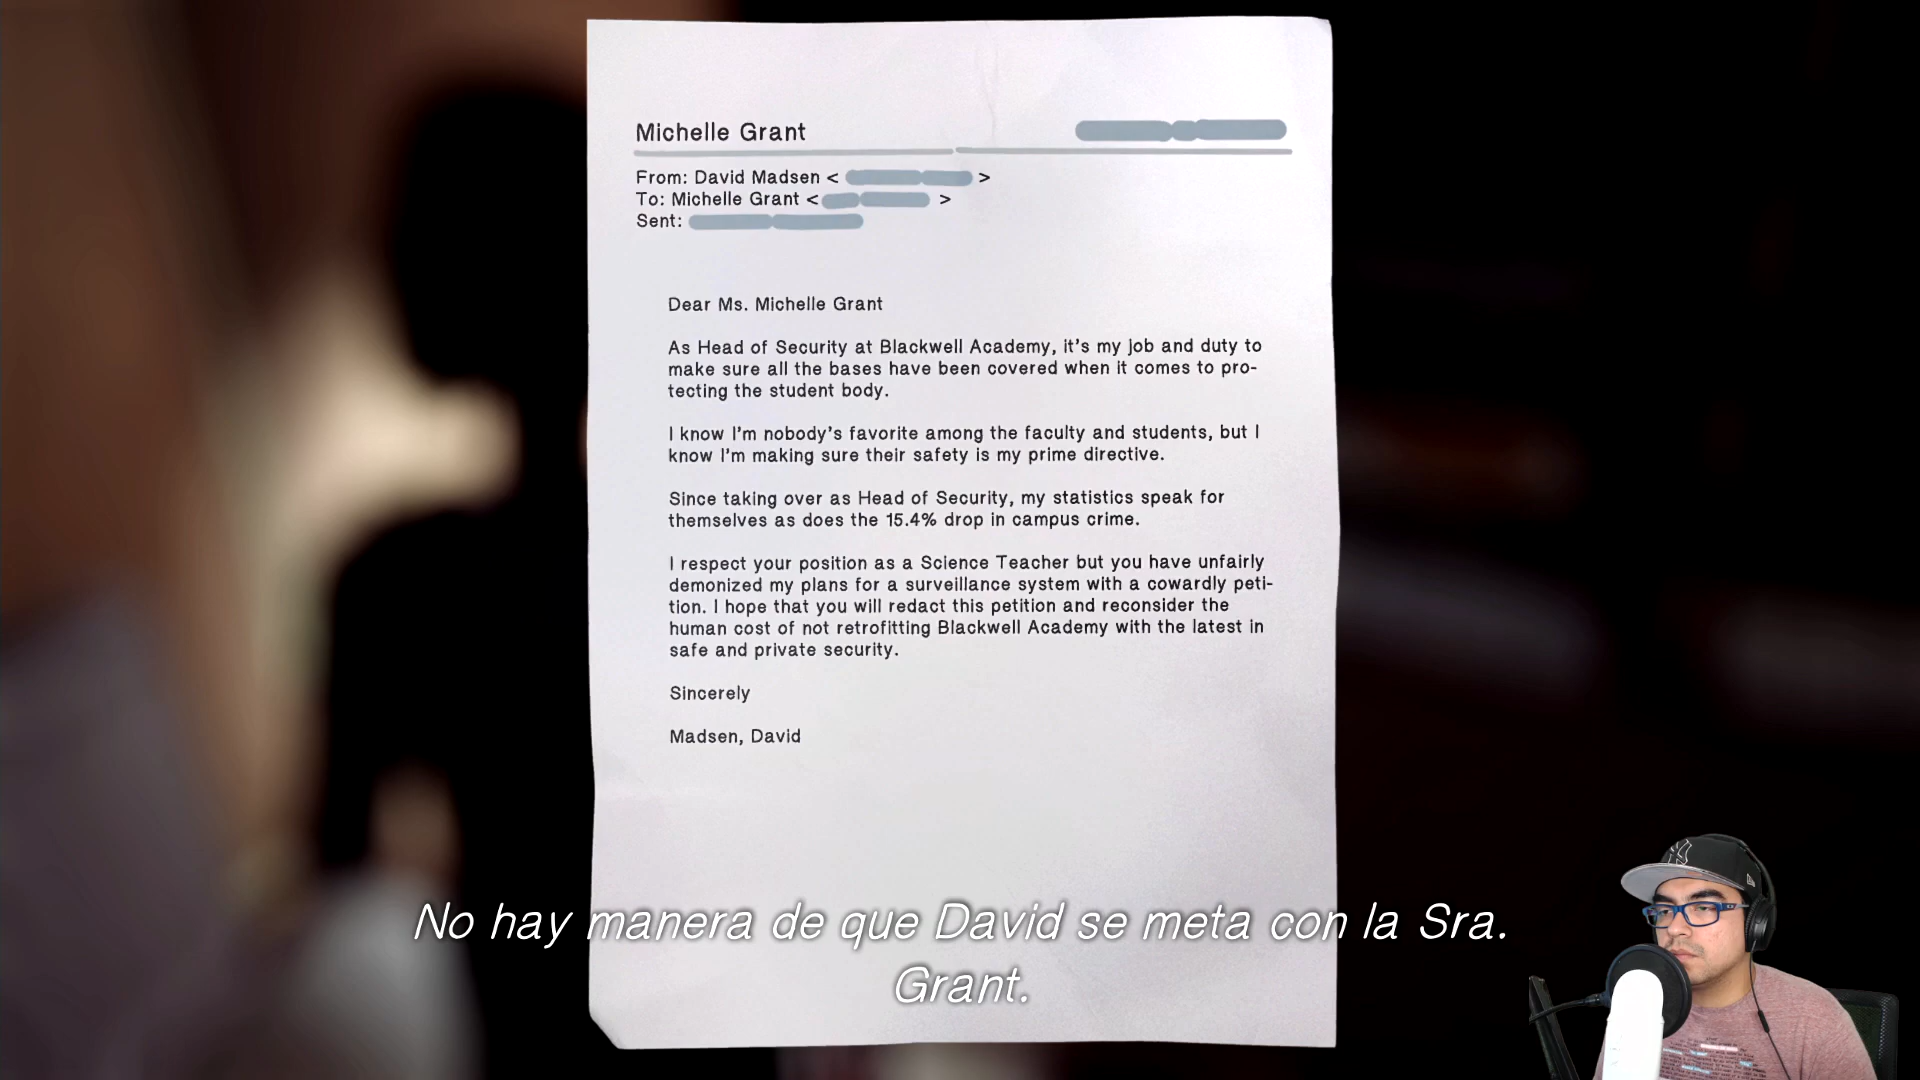 Michelle Grant
From: David Madsen < >
To: Michelle Grant < >
Sent:
Dear Ms. Michelle Grant
As Head of Security at Blackwell Academy, it's my job and duty to
make sure all the bases have been covered when it comes to pro-
tecting the student body.
I know I'm nobody's favorite among the faculty and students, but I
know I'm making sure their safety is my prime directive.
Since taking over as Head of Security, my statistics speak for
themselves as does the 15.4% drop in campus crime.
I respect your position as a Science Teacher but you have unfairly
demonized my plans for a surveillance system with a cowardly peti-
tion. I hope that you will redact this petition and reconsider the
human cost of not retrofitting Blackwell Academy with the latest in
safe and private security.
Sincerely
Madsen, David
No hay manera de que David se meta con la Sra.
Grant.